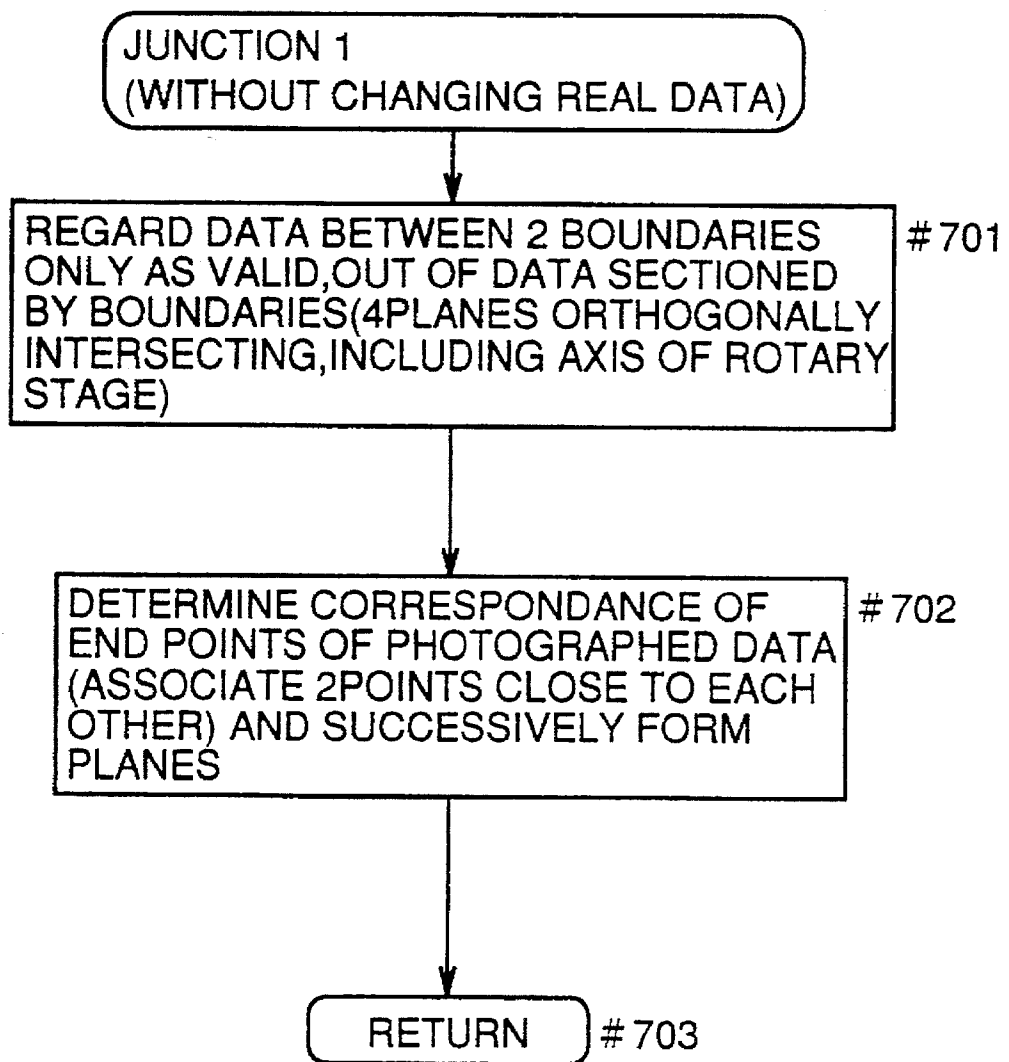 JUNCTION 1
(WITHOUT CHANGING REAL DATA)
REGARD DATA BETWEEN 2 BOUNDARIES
ONLY AS VALID,OUT OF DATA SECTIONED
BY BOUNDARIES(4PLANES ORTHOGONALLY
INTERSECTING,INCLUDING AXIS OF ROTARY
STAGE)
#701
DETERMINE CORRESPONDANCE OF
END POINTS OF PHOTOGRAPHED DATA
(ASSOCIATE 2POINTS CLOSE TO EACH
OTHER) AND SUCCESSIVELY FORM
PLANES
#702
RETURN
#703